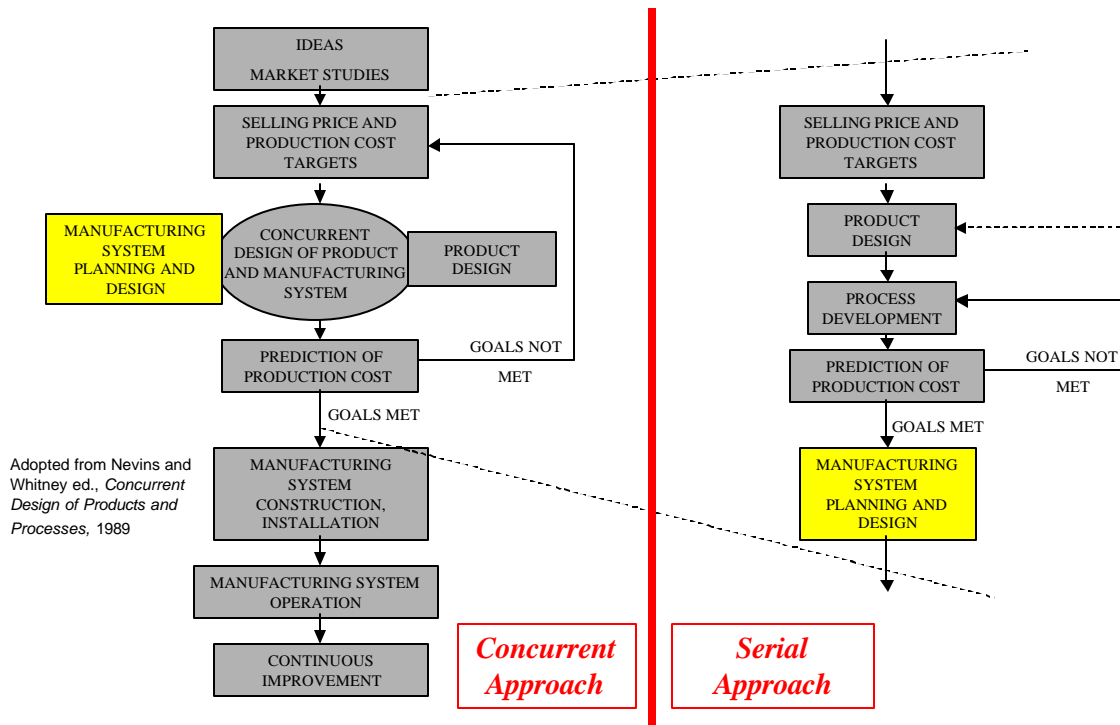 IDEAS
MARKET STUDIES
SELLING PRICE AND
PRODUCTION COST
TARGETS
MANUFACTURING
SYSTEM
PLANNING AND
DESIGN
CONCURRENT
DESIGN OF PRODUCT
AND MANUFACTURING
SYSTEM
PRODUCT
DESIGN
PREDICTION OF
PRODUCTION COST
GOALS NOT
MET
GOALS MET
Adopted from Nevins and
Whitney ed., Concurrent
Design of Products and
Processes, 1989
MANUFACTURING
SYSTEM
CONSTRUCTION,
INSTALLATION
MANUFACTURING SYSTEM
OPERATION
CONTINUOUS
IMPROVEMENT
Concurrent
Approach
SELLING PRICE AND
PRODUCTION COST
TARGETS
PRODUCT
DESIGN
PROCESS
DEVELOPMENT
PREDICTION OF
PRODUCTION COST
GOALS NOT
MET
GOALS MET
MANUFACTURING
SYSTEM
PLANNING AND
DESIGN
Serial
Approach